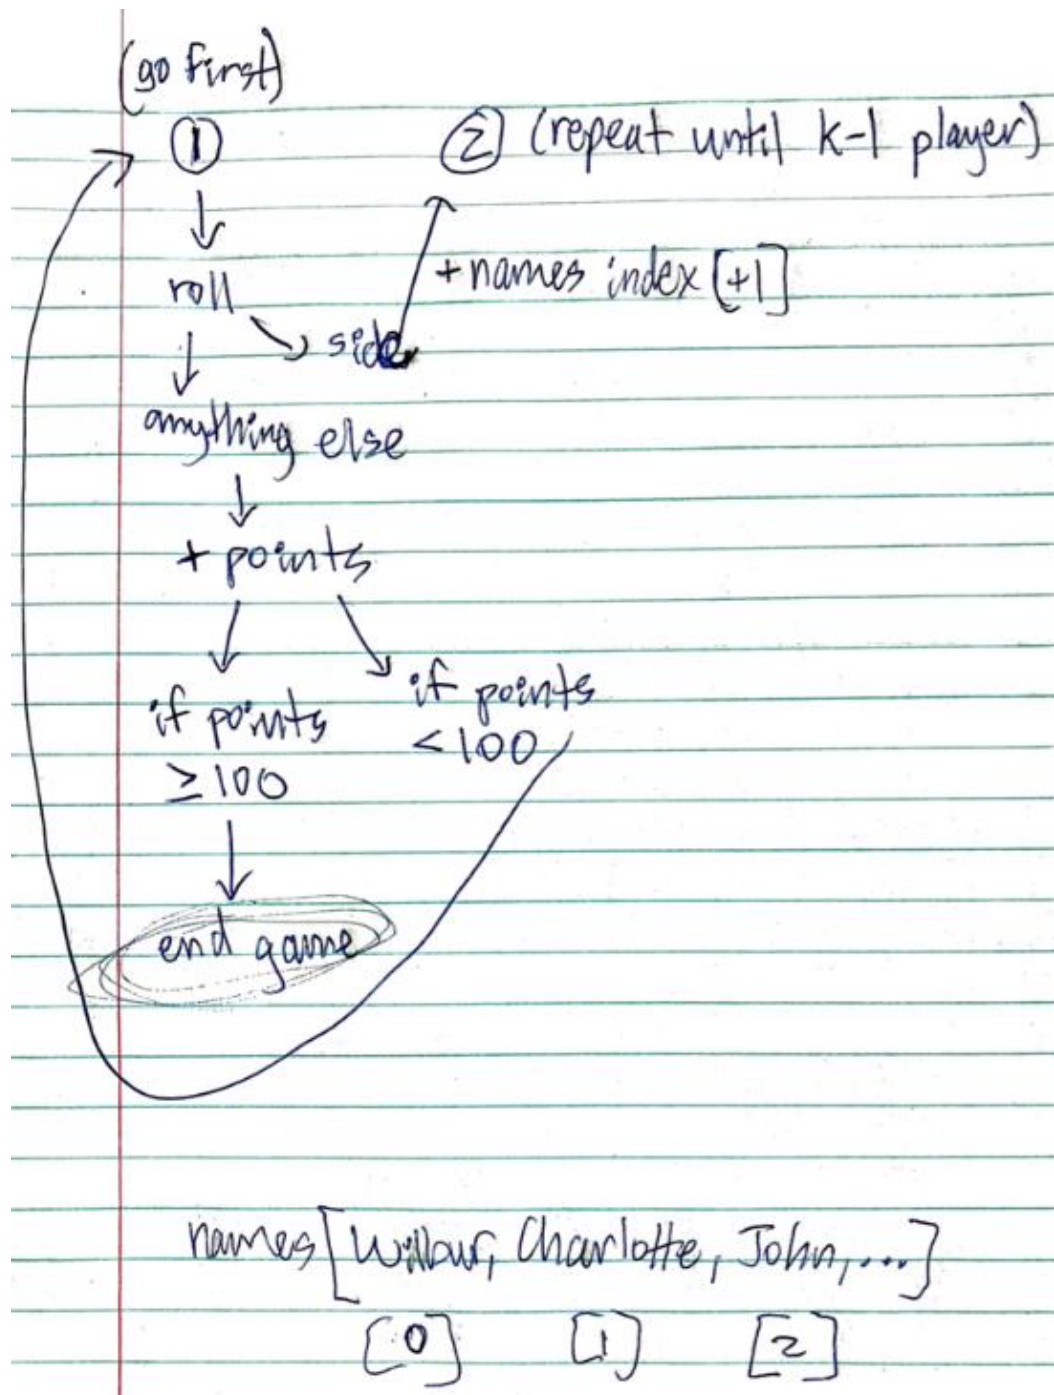 (go first)
① ② (repeat until k-1 player)
roll +names index [+1]
side
anything else
+ points
if points if points
≥100 <100
end game
names [Wilbur, Charlotte, John, ...]
[0] [1] [2]